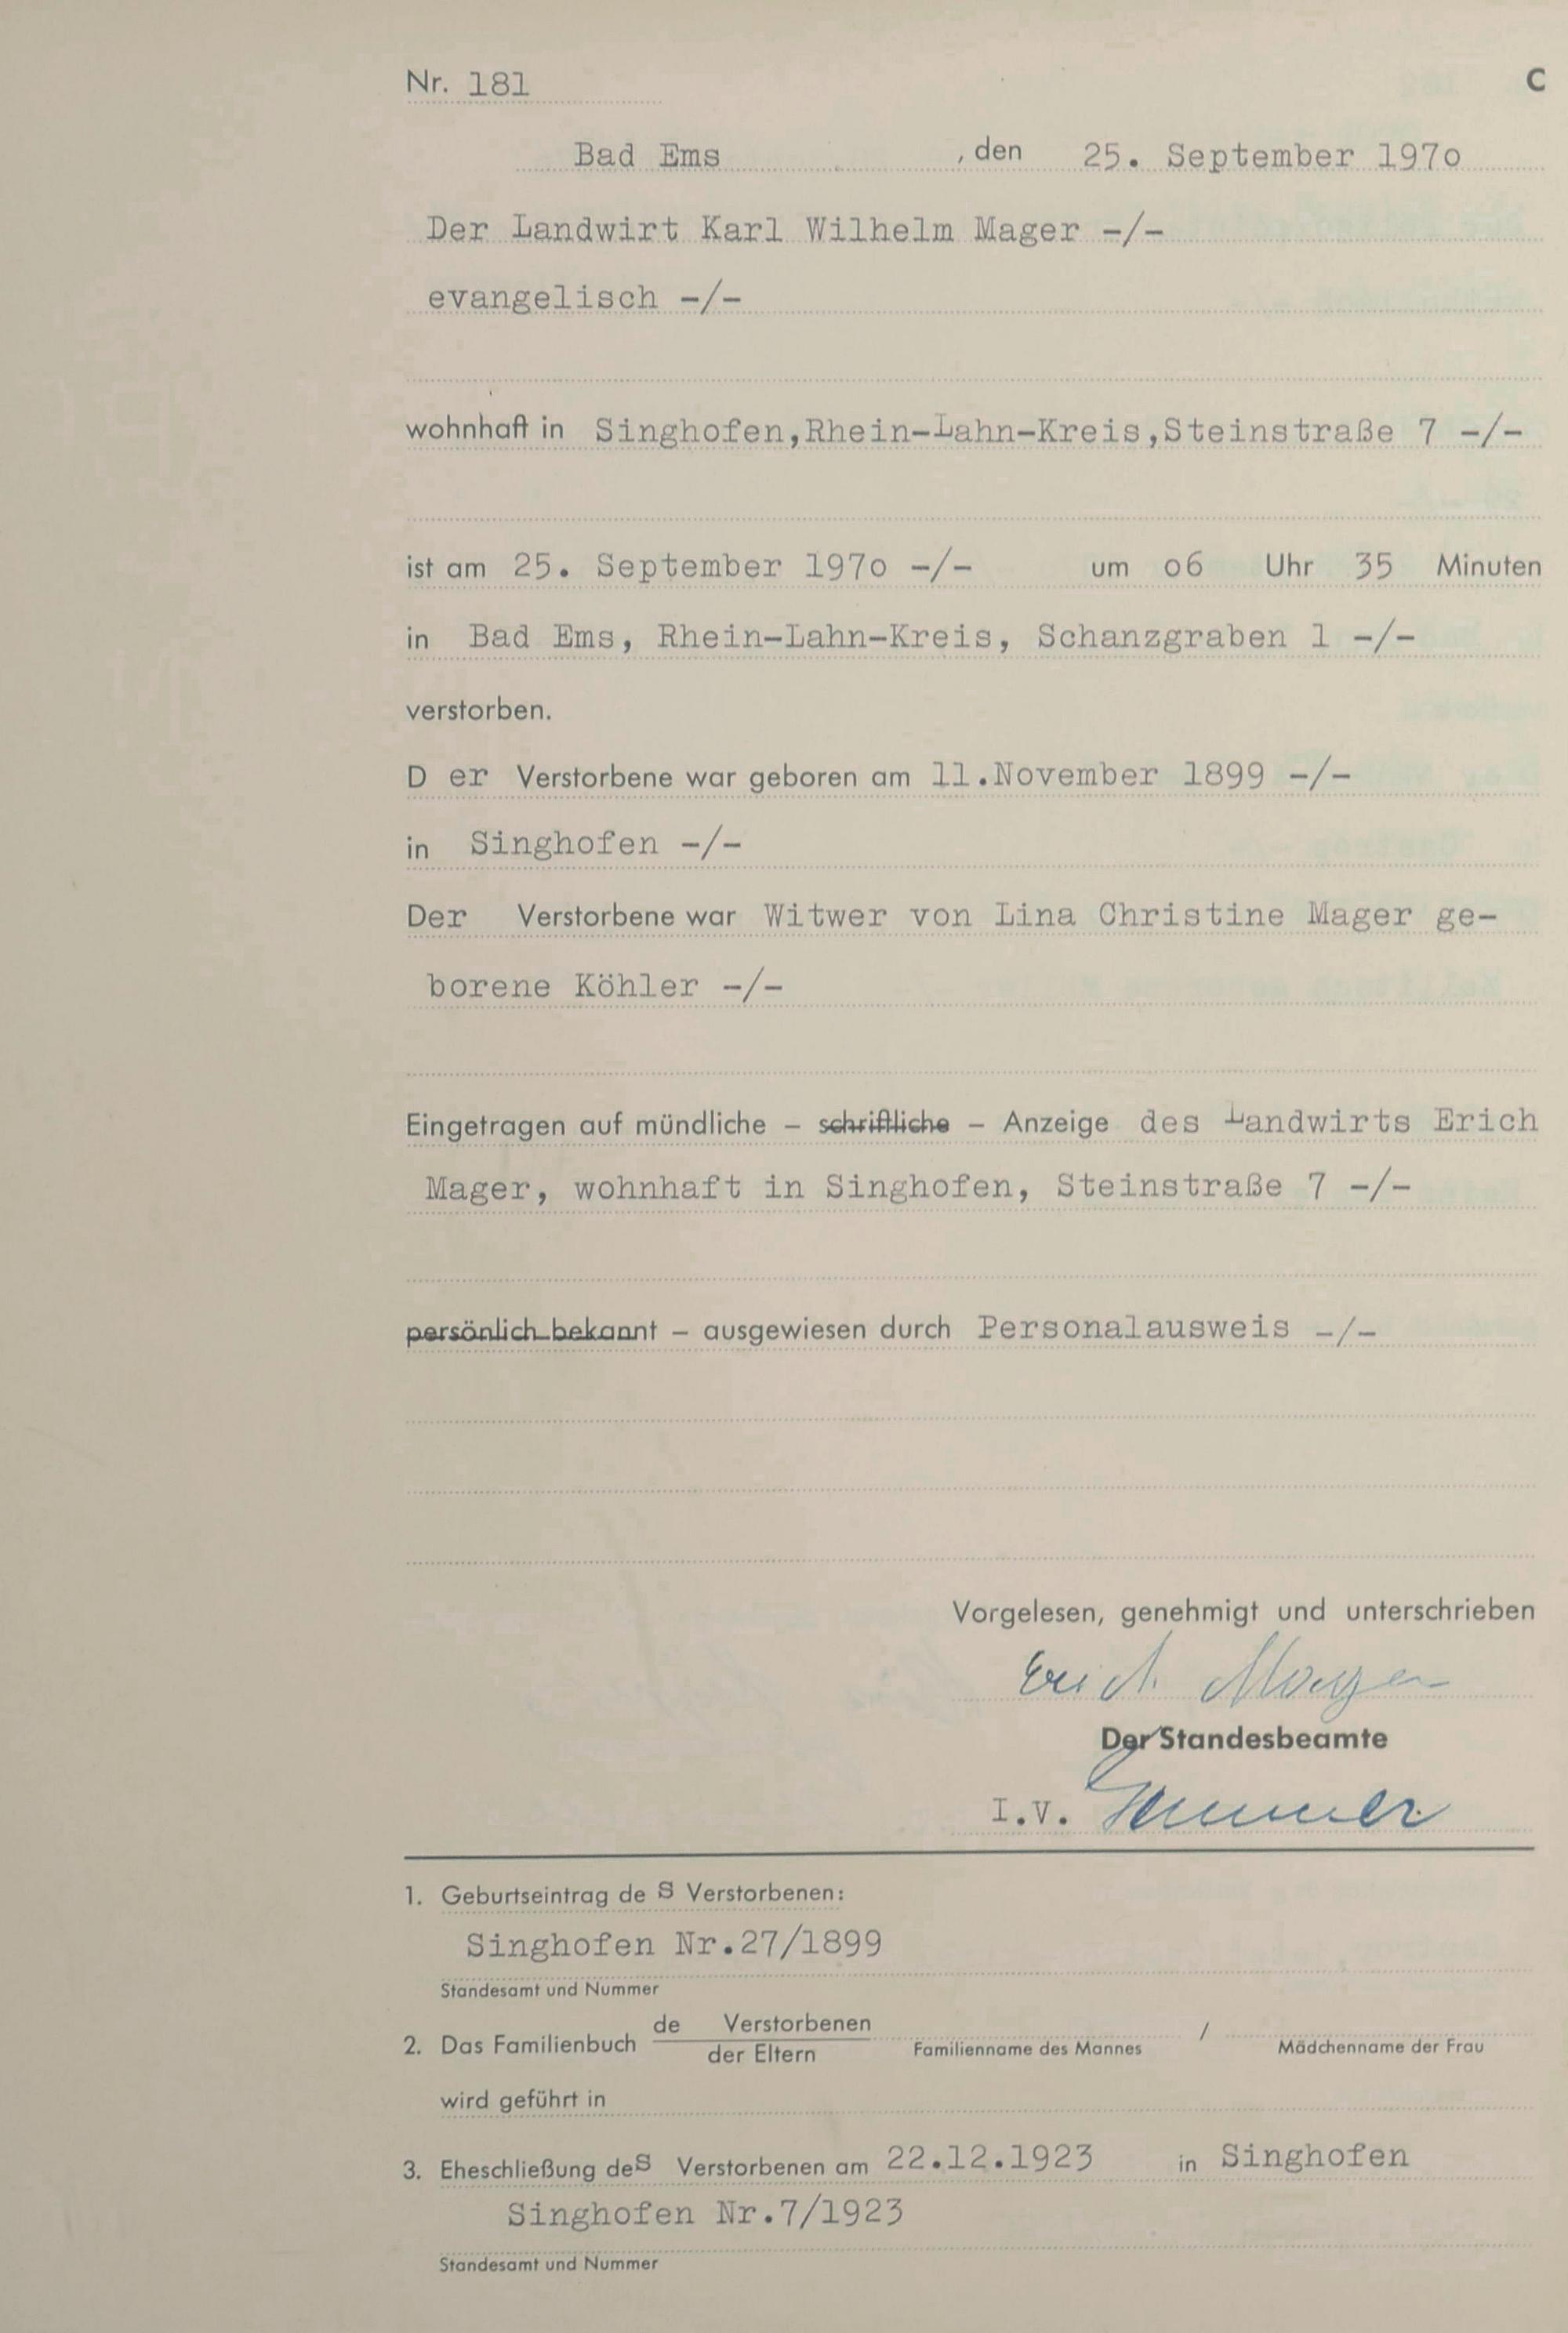 Nr. 181
C
Bad Ems , den 25. September 197o
Der Landwirt Karl Wilhelm Mager -/-
evangelisch -/-
wohnhaft in Singhofen,Rhein-Lahn-Kreis,Steinstraße 7 -/-
ist am 25. September 197o -/- um o6 Uhr 35 Minuten
in Bad Ems, Rhein-Lahn-Kreis, Schanzgraben 1 -/-
verstorben.
D er Verstorbene war geboren am 11.November 1899 -/-
in Singhofen -/-
Der Verstorbene war Witwer von Lina Christine Mager ge-
borene Köhler -/-
Eingetragen auf mündliche – schriftliche – Anzeige des Landwirts Erich
Mager, wohnhaft in Singhofen, Steinstraße 7 -/-
persönlich bekannt – ausgewiesen durch Personalausweis -/-
Vorgelesen, genehmigt und unterschrieben
Erich Mager
Der Standesbeamte
I.V.
1. Geburtseintrag de s Verstorbenen:
Singhofen Nr.27/1899
Standesamt und Nummer
2. Das Familienbuch de Verstorbenen / der Eltern Familienname des Mannes / Mädchenname der Frau
wird geführt in
3. Eheschließung des Verstorbenen am 22.12.1923 in Singhofen
Singhofen Nr.7/1923
Standesamt und Nummer